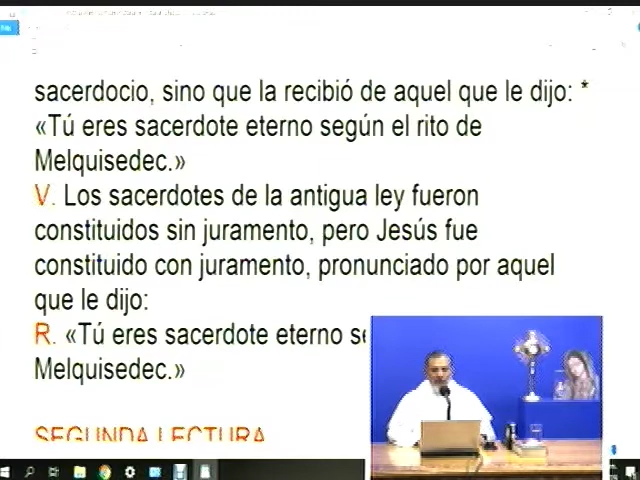 sacerdocio, sino que la recibió de aquel que le dijo: *
«Tú eres sacerdote eterno según el rito de
Melquisedec.»
V. Los sacerdotes de la antigua ley fueron
constituidos sin juramento, pero Jesús fue
constituido con juramento, pronunciado por aquel
que le dijo:
R. «Tú eres sacerdote eterno se
Melquisedec.»
SEGUNDA LECTURA